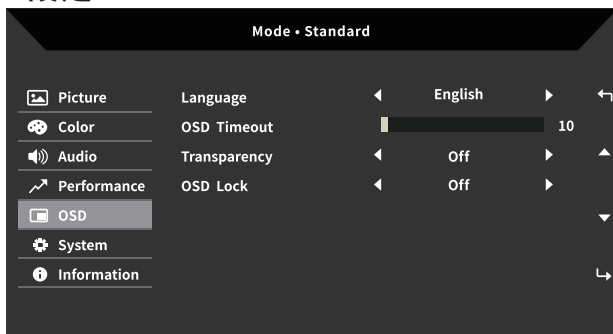 Mode • Standard
Picture
Language English
Color
OSD Timeout 10
Audio
Transparency Off
Performance
OSD Lock Off
OSD
System
Information